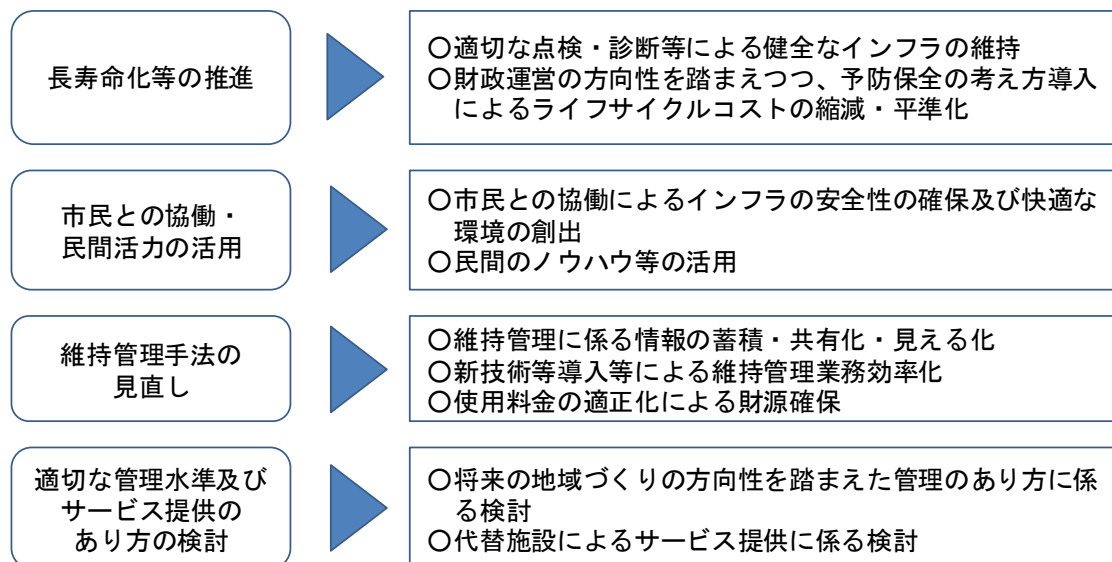 長寿命化等の推進
〇適切な点検・診断等による健全なインフラの維持
〇財政運営の方向性を踏まえつつ、予防保全の考え方導入
によるライフサイクルコストの縮減・平準化
市民との協働・
民間活力の活用
〇市民との協働によるインフラの安全性の確保及び快適な
環境の創出
〇民間のノウハウ等の活用
維持管理手法の
見直し
〇維持管理に係る情報の蓄積・共有化・見える化
〇新技術等導入等による維持管理業務効率化
〇使用料金の適正化による財源確保
適切な管理水準及び
サービス提供の
あり方の検討
〇将来の地域づくりの方向性を踏まえた管理のあり方に係
る検討
〇代替施設によるサービス提供に係る検討